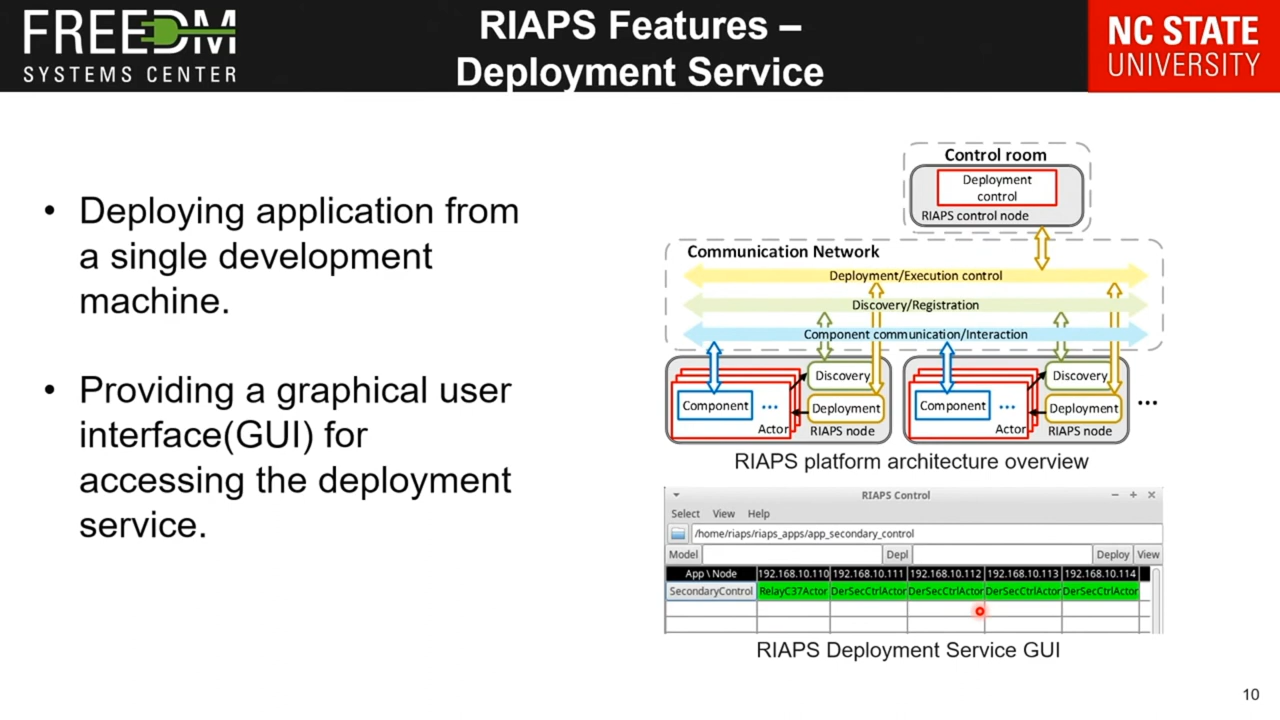 FREEDM
SYSTEMS CENTER
RIAPS Features –
Deployment Service
NC STATE
UNIVERSITY
• Deploying application from
a single development
machine.
• Providing a graphical user
interface(GUI) for
accessing the deployment
service.
Control room
Deployment
control
RIAPS control node
Communication Network
Deployment/Execution control
Discovery/Registration
Component communication/Interaction
Discovery
Component
...
Deployment
Actor
RIAPS node
Discovery
Component
...
Deployment
Actor
RIAPS node
...
RIAPS platform architecture overview
RIAPS Control
Select View Help
/home/riaps/riaps_apps/app_secondary_control
Model Depl Deploy View
App \ Node 192.168.10.110 192.168.10.111 192.168.10.112 192.168.10.113 192.168.10.114
SecondaryControl RelayC37Actor DerSecCtrlActor DerSecCtrlActor DerSecCtrlActor DerSecCtrlActor
RIAPS Deployment Service GUI
10